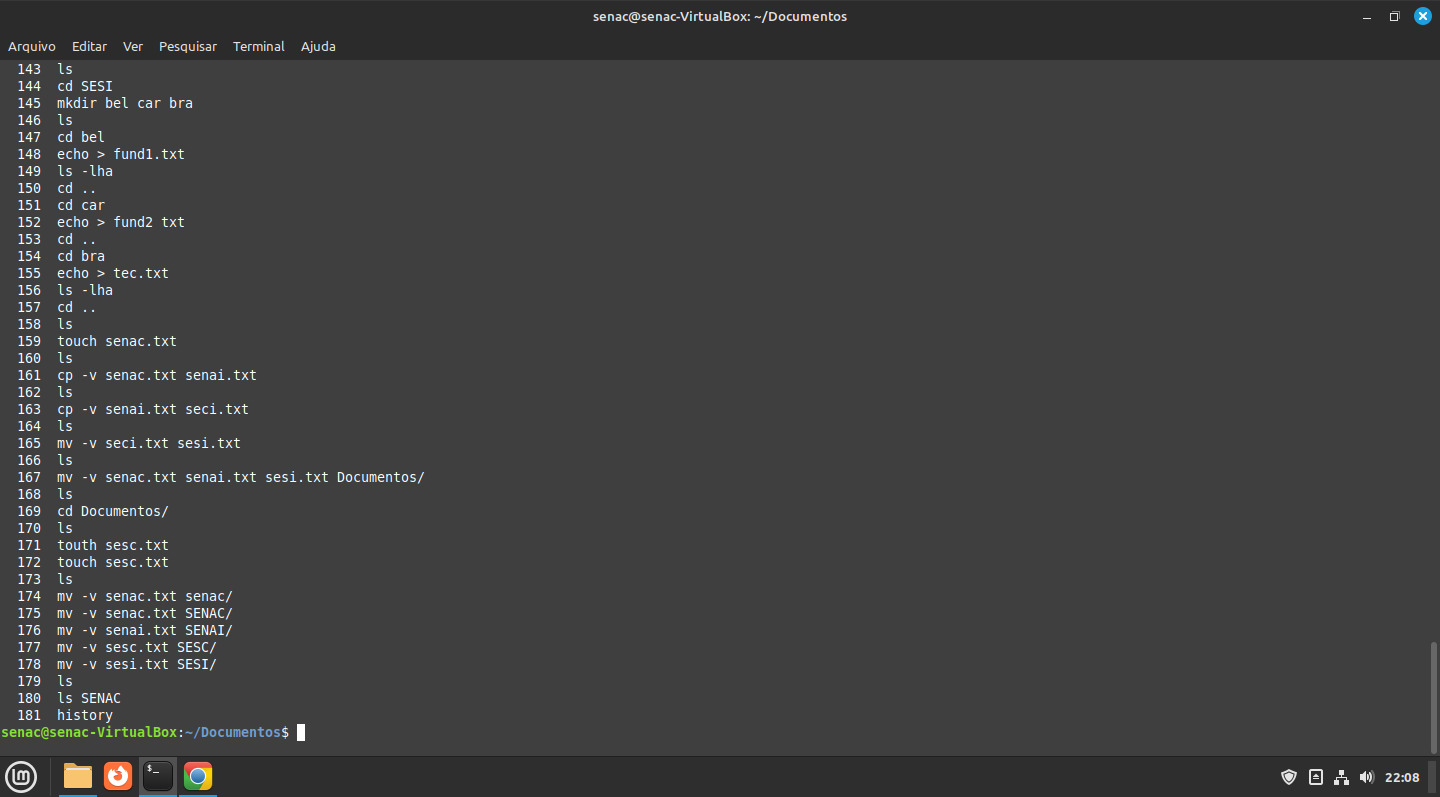 senac@senac-VirtualBox: ~/Documentos
Arquivo Editar Ver Pesquisar Terminal Ajuda
143 ls
144 cd SESI
145 mkdir bel car bra
146 ls
147 cd bel
148 echo > fund1.txt
149 ls -lha
150 cd ..
151 cd car
152 echo > fund2 txt
153 cd ..
154 cd bra
155 echo > tec.txt
156 ls -lha
157 cd ..
158 ls
159 touch senac.txt
160 ls
161 cp -v senac.txt senai.txt
162 ls
163 cp -v senai.txt seci.txt
164 ls
165 mv -v seci.txt sesi.txt
166 ls
167 mv -v senac.txt senai.txt sesi.txt Documentos/
168 ls
169 cd Documentos/
170 ls
171 touth sesc.txt
172 touch sesc.txt
173 ls
174 mv -v senac.txt senac/
175 mv -v senac.txt SENAC/
176 mv -v senai.txt SENAI/
177 mv -v sesc.txt SESC/
178 mv -v sesi.txt SESI/
179 ls
180 ls SENAC
181 history
senac@senac-VirtualBox:~/Documentos$
$_
22:08